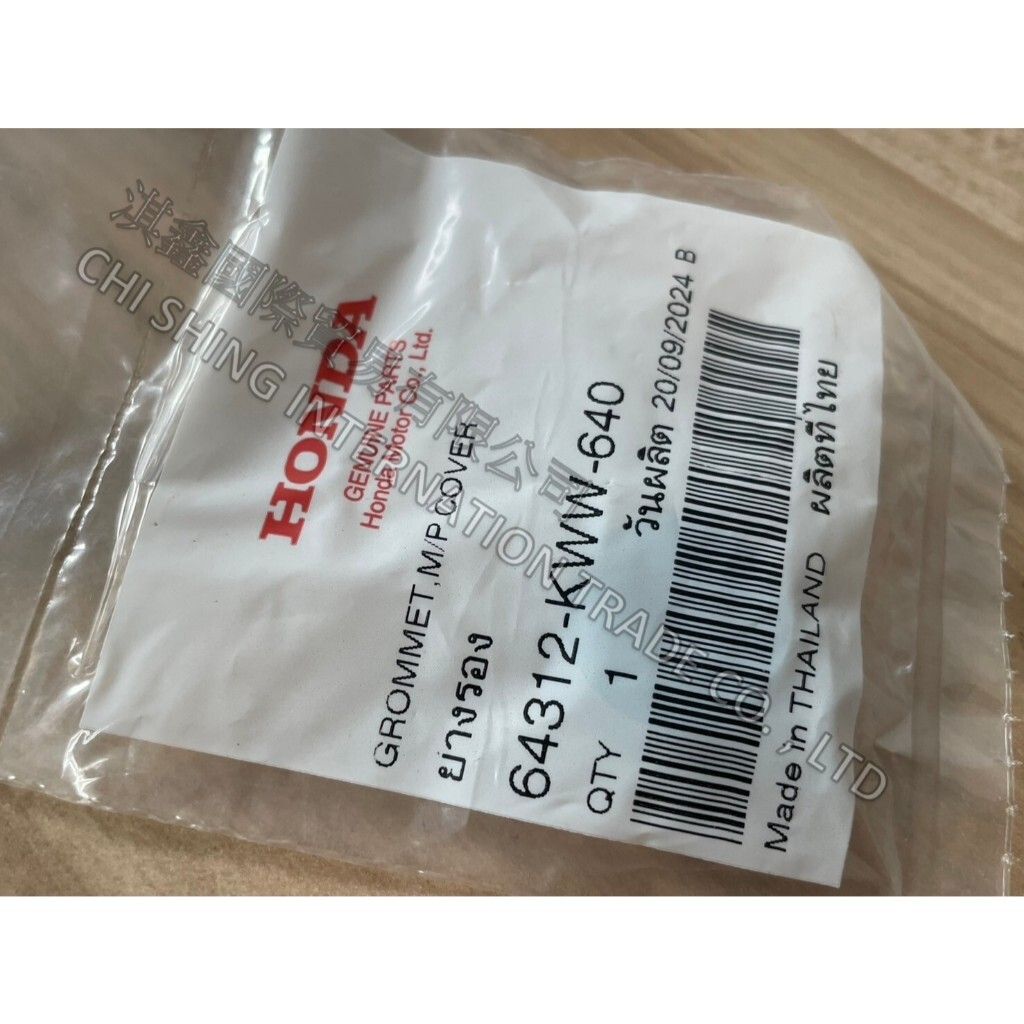 HONDA
GENUINE PARTS
Honda Motor Co., Ltd.
GROMMET,M/P COVER
ยางรอง
64312-KWW-640
QTY 1 วันผลิต 20/09/2024 B
Made in THAILAND ผลิตที่ไทย
淇鑫國際貿易有限公司
CHI SHING INTERNATION TRADE CO., LTD